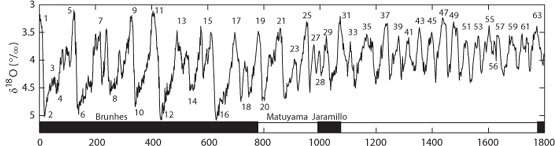 3
5 9 11 25 31 37 47 49 55 63
1 7 13 15 17 19 21 27 29 35 39 43 45 51 53 57 59 61
3.5
23 33 41
δ¹⁸O (°/oo)
4
3 28 56
4.5
4 8 14 18 20
5
2 6 10 12 16
Brunhes Matuyama Jaramillo
0 200 400 600 800 1000 1200 1400 1600 1800